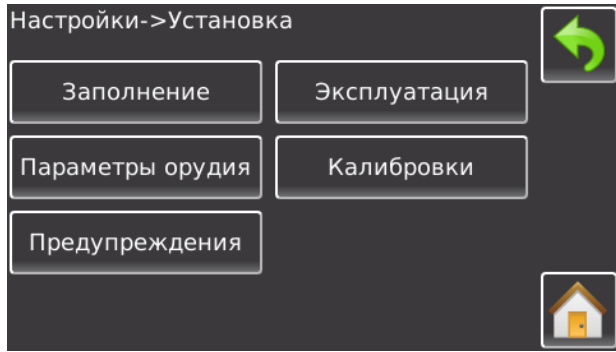 Настройки->Установка
Заполнение
Эксплуатация
Параметры орудия
Калибровки
Предупреждения